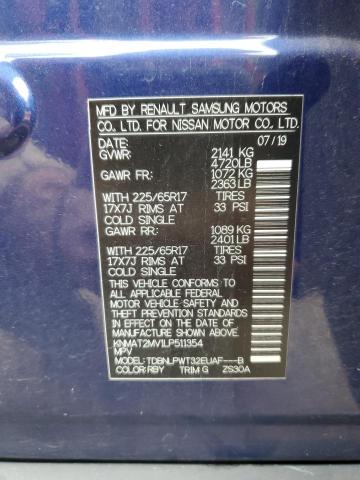 MFD BY RENAULT SAMSUNG MOTORS
CO. LTD. FOR NISSAN MOTOR CO., LTD.
DATE: 07/19
GVWR: 2141 KG
4720LB
GAWR FR: 1072 KG
2363LB
WITH 225/65R17 TIRES
17X7J RIMS AT 33 PSI
COLD SINGLE
GAWR RR: 1089 KG
2401LB
WITH 225/65R17 TIRES
17X7J RIMS AT 33 PSI
COLD SINGLE
THIS VEHICLE CONFORMS TO ALL
APPLICABLE FEDERAL MOTOR
VEHICLE SAFETY BUMPER AND
THEFT PREVENTION STANDARDS
IN EFFECT ON THE DATE OF
MANUFACTURE SHOWN ABOVE.
KNMAT2MV1LP511354
MPV
MODEL: TDBNLPWT32EUAF---B
COLOR:RBY TRIM:G ZS30A